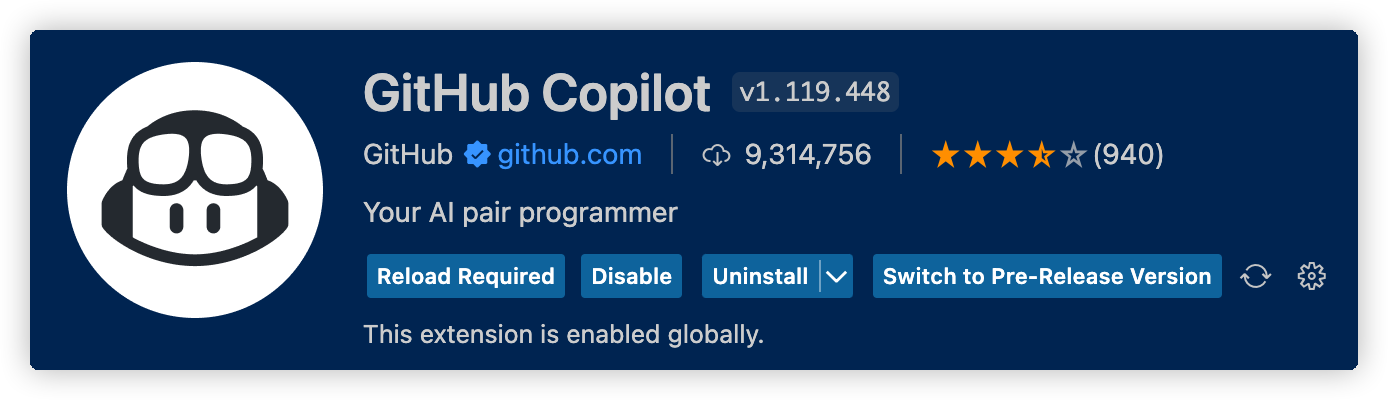 GitHub Copilot v1.119.448
GitHub github.com 9,314,756 (940)
Your AI pair programmer
Reload Required Disable Uninstall Switch to Pre-Release Version
This extension is enabled globally.